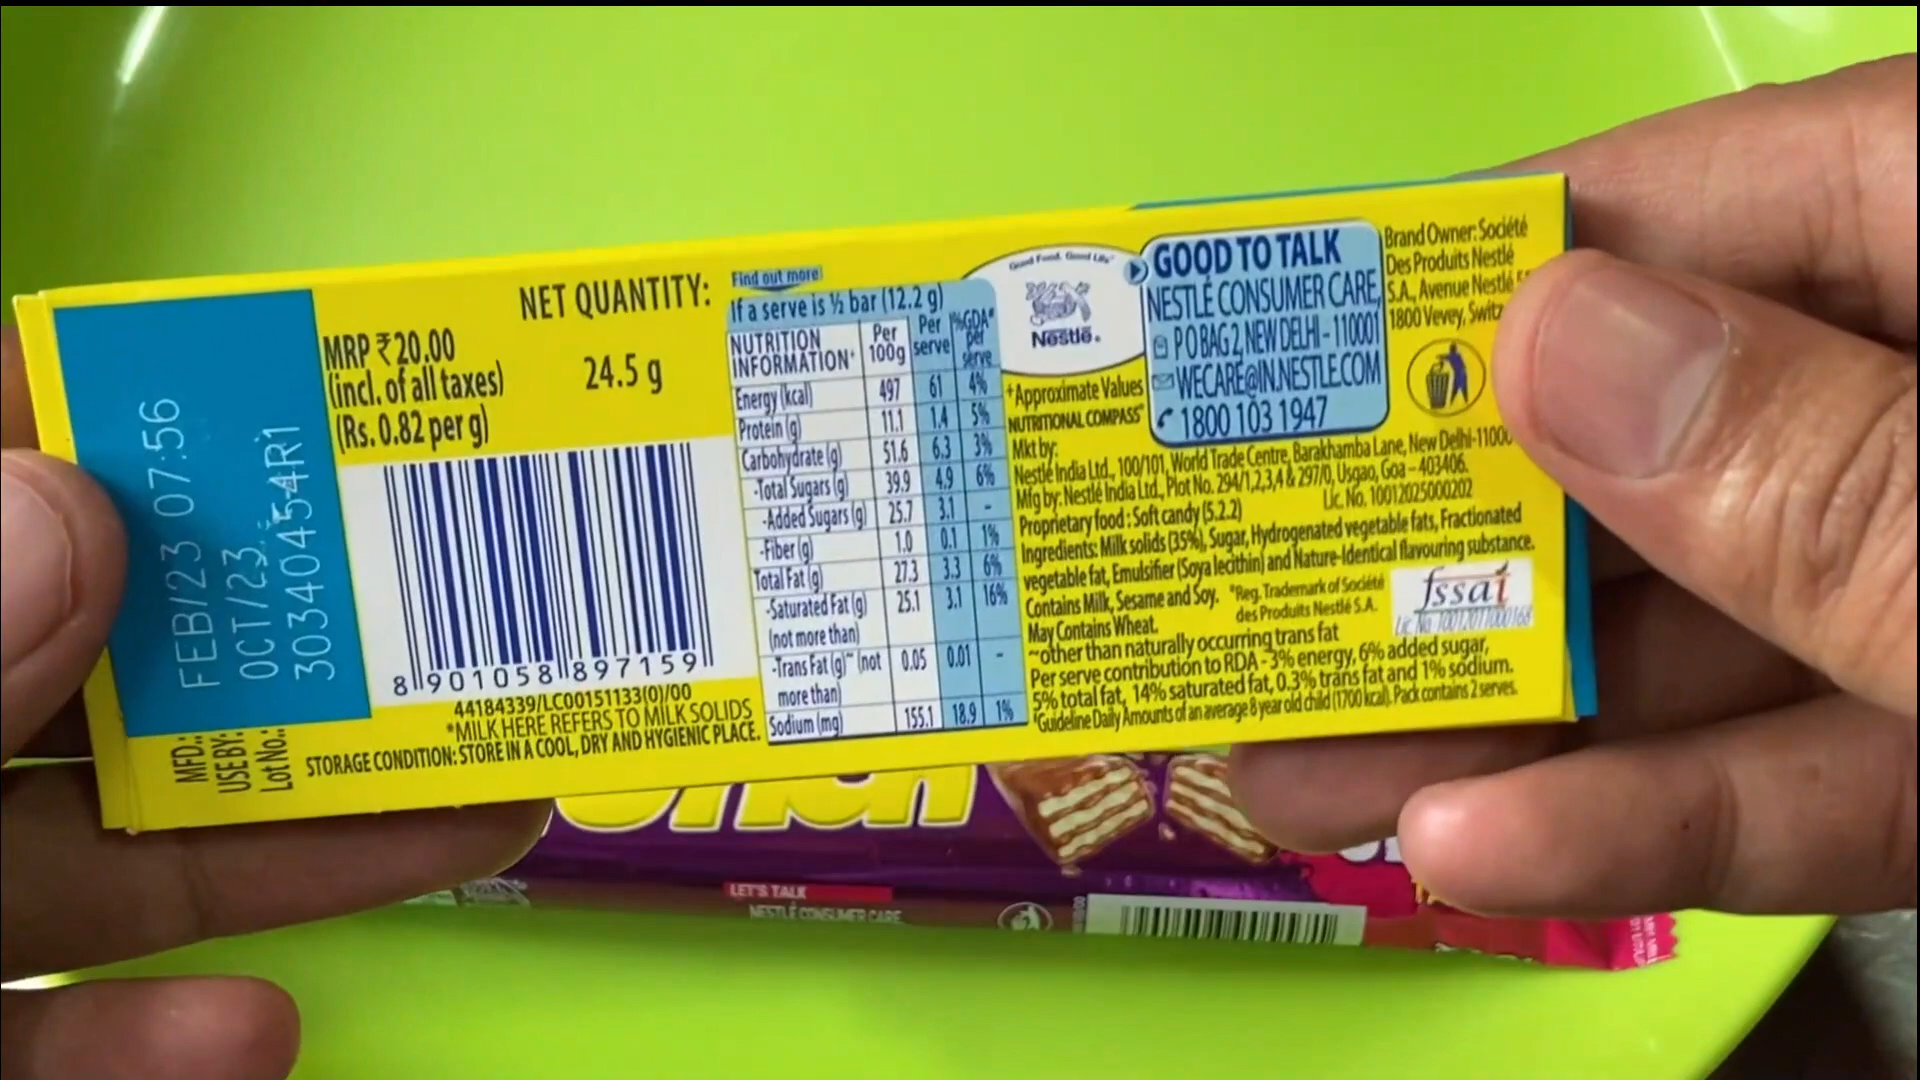 FEB/23 07:56
OCT/23
30340454R1
MFD.:
USE BY:
Lot No.:
MRP ₹20.00
(incl. of all taxes)
(Rs. 0.82 per g)
NET QUANTITY:
24.5 g
8 901058 897159
44184339/LC00151133(0)/00
*MILK HERE REFERS TO MILK SOLIDS
STORAGE CONDITION: STORE IN A COOL, DRY AND HYGIENIC PLACE.
Find out more
If a serve is ½ bar (12.2 g)
NUTRITION INFORMATION+ Per 100g Per serve %GDA# per serve
Energy (kcal) 497 61 4%
Protein (g) 11.1 1.4 5%
Carbohydrate (g) 51.6 6.3 3%
-Total Sugars (g) 39.9 4.9 6%
-Added Sugars (g) 25.7 3.1 -
-Fiber (g) 1.0 0.1 1%
Total Fat (g) 27.3 3.3 6%
-Saturated Fat (g) 25.1 3.1 16%
(not more than)
-Trans Fat (g)~ (not 0.05 0.01 -
more than)
Sodium (mg) 155.1 18.9 1%
Good Food, Good Life
Nestlé.
+Approximate Values
NUTRITIONAL COMPASS
GOOD TO TALK
NESTLÉ CONSUMER CARE,
PO BAG 2, NEW DELHI - 110001
WECARE@IN.NESTLE.COM
1800 103 1947
Brand Owner: Société
Des Produits Nestlé
S.A., Avenue Nestlé
1800 Vevey, Switz
Mkt by:
Nestlé India Ltd., 100/101, World Trade Centre, Barakhamba Lane, New Delhi-1100
Mfg by: Nestlé India Ltd., Plot No. 294/1,2,3,4 & 297/0, Usgao, Goa - 403406.
Proprietary food : Soft candy (5.2.2) Lic. No. 10012025000202
Ingredients: Milk solids (35%), Sugar, Hydrogenated vegetable fats, Fractionated
vegetable fat, Emulsifier (Soya lecithin) and Nature-Identical flavouring substance.
Contains Milk, Sesame and Soy. *Reg. Trademark of Société
des Produits Nestlé S.A.
May Contains Wheat.
fssai
~other than naturally occurring trans fat
Per serve contribution to RDA - 3% energy, 6% added sugar,
5% total fat, 14% saturated fat, 0.3% trans fat and 1% sodium.
#Guideline Daily Amounts of an average 8 year old child (1700 kcal). Pack contains 2 serves.
LET'S TALK
NESTLÉ CONSUMER CARE